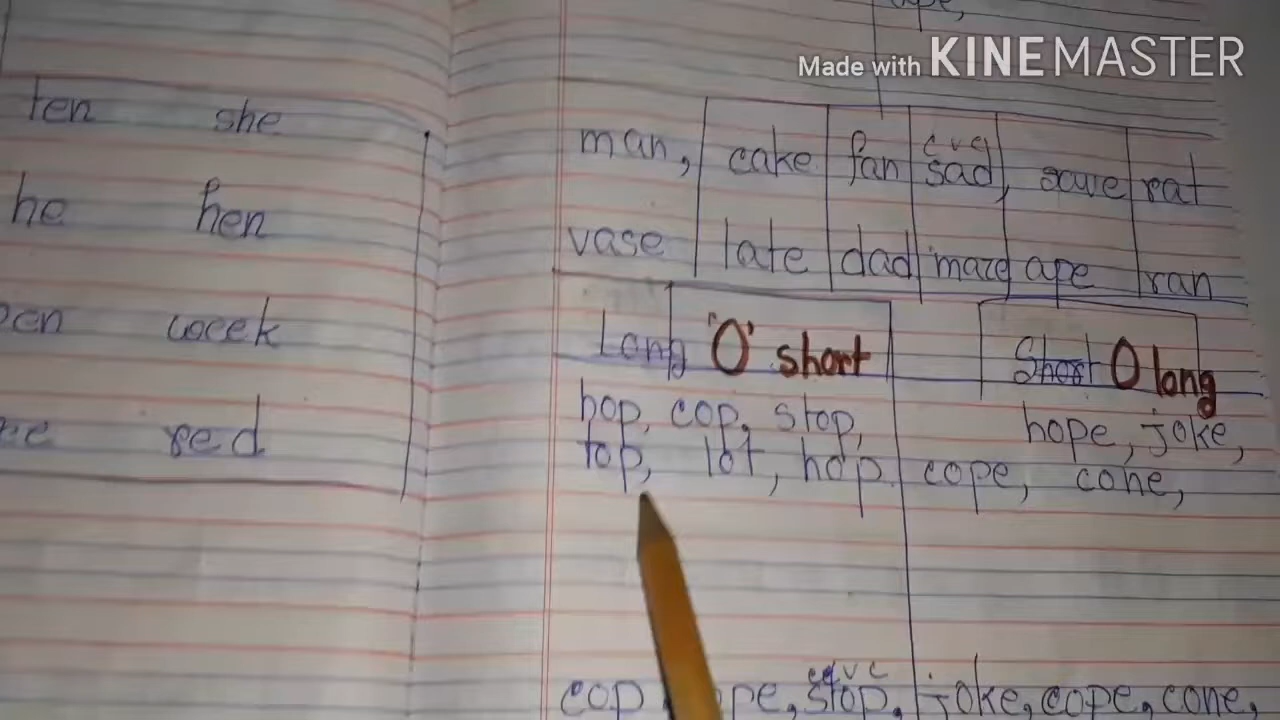 Made with KINEMASTER
ten she
he hen
week
red
man, cake fan sad, rat
vase late dad maze ape ran
c v c
Long 'O' short
hop, cop, stop,
top, lot, hop
Short O long
hope, joke,
cope, cone,
c v c
cop stop, joke, cope, cone,